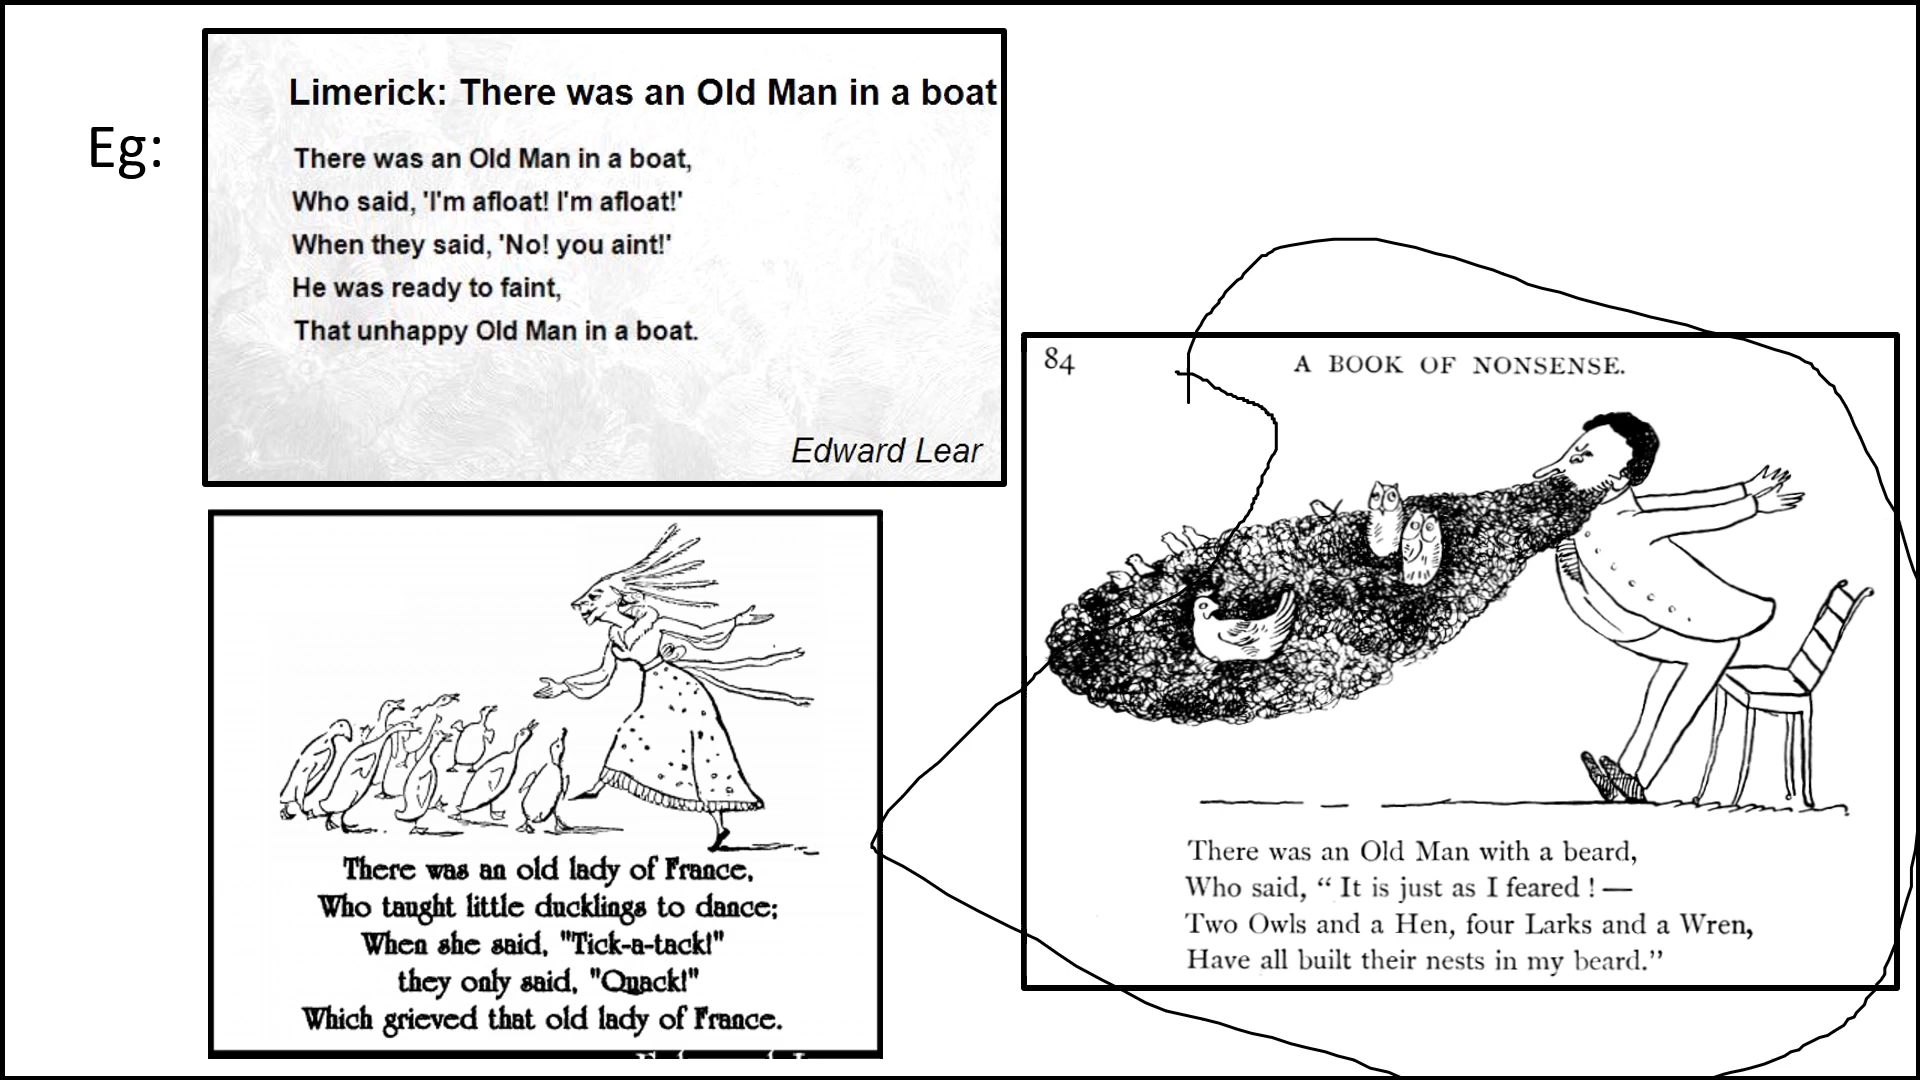 Eg:
Limerick: There was an Old Man in a boat
There was an Old Man in a boat,
Who said, 'I'm afloat! I'm afloat!'
When they said, 'No! you aint!'
He was ready to faint,
That unhappy Old Man in a boat.
Edward Lear
There was an old lady of France,
Who taught little ducklings to dance;
When she said, "Tick-a-tack!"
they only said, "Quack!"
Which grieved that old lady of France.
84
A BOOK OF NONSENSE.
There was an Old Man with a beard,
Who said, “ It is just as I feared ! —
Two Owls and a Hen, four Larks and a Wren,
Have all built their nests in my beard.”